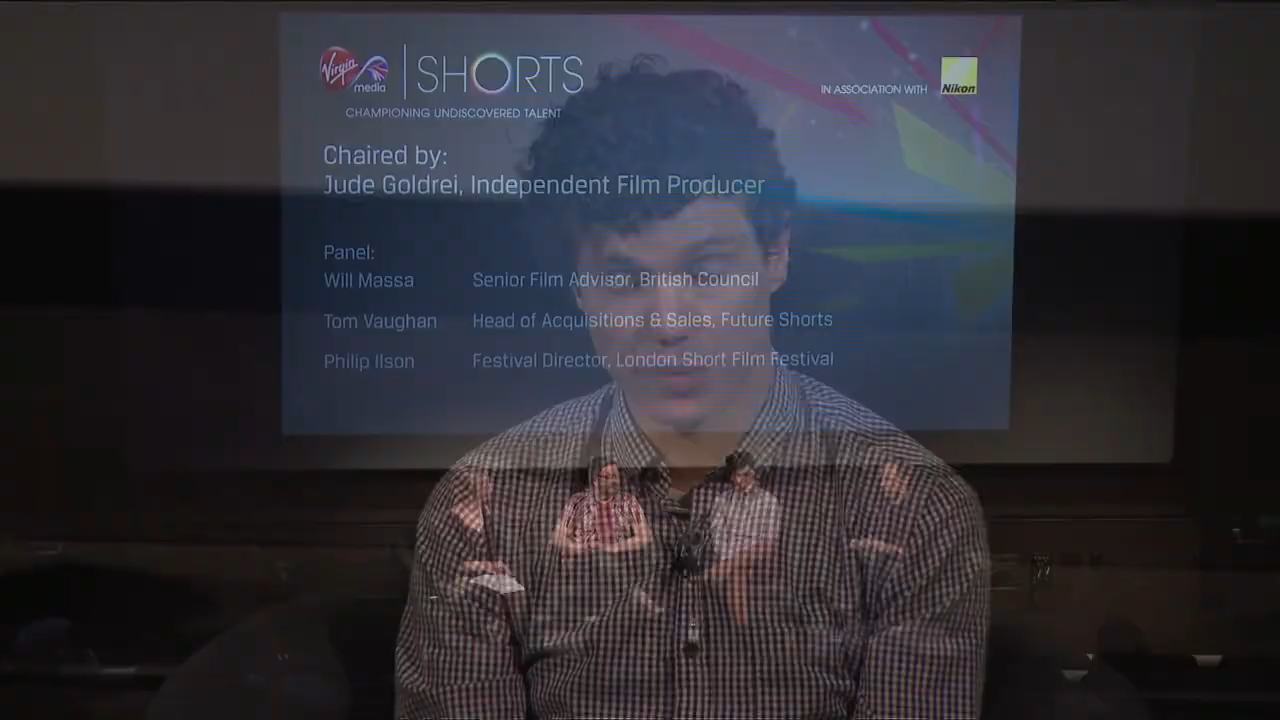 Virgin
media
SHORTS
CHAMPIONING UNDISCOVERED TALENT
IN ASSOCIATION WITH
Nikon
Chaired by:
Jude Goldrei, Independent Film Producer
Panel:
Will Massa Senior Film Advisor, British Council
Tom Vaughan Head of Acquisitions & Sales, Future Shorts
Philip Ilson Festival Director, London Short Film Festival